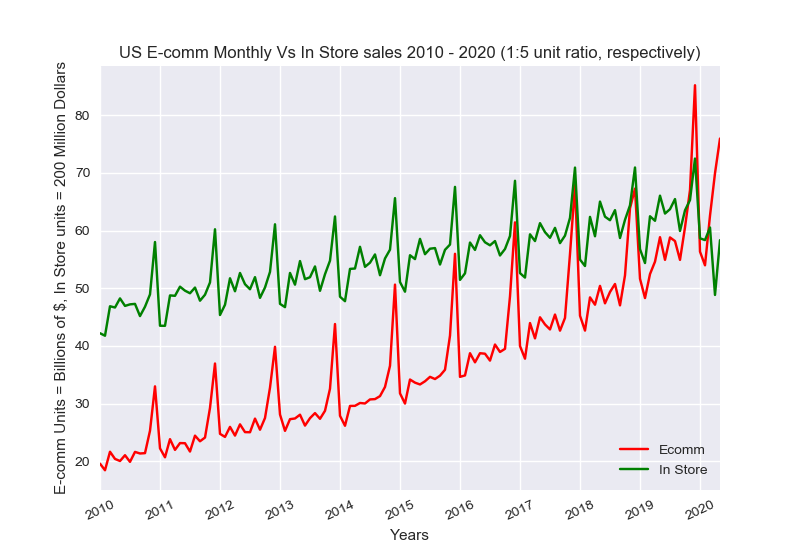 US E-comm Monthly Vs In Store sales 2010 - 2020 (1:5 unit ratio, respectively)
E-comm Units = Billions of $, In Store units = 200 Million Dollars
80
70
60
50
40
30
20
Ecomm
In Store
2010 2011 2012 2013 2014 2015 2016 2017 2018 2019 2020
Years